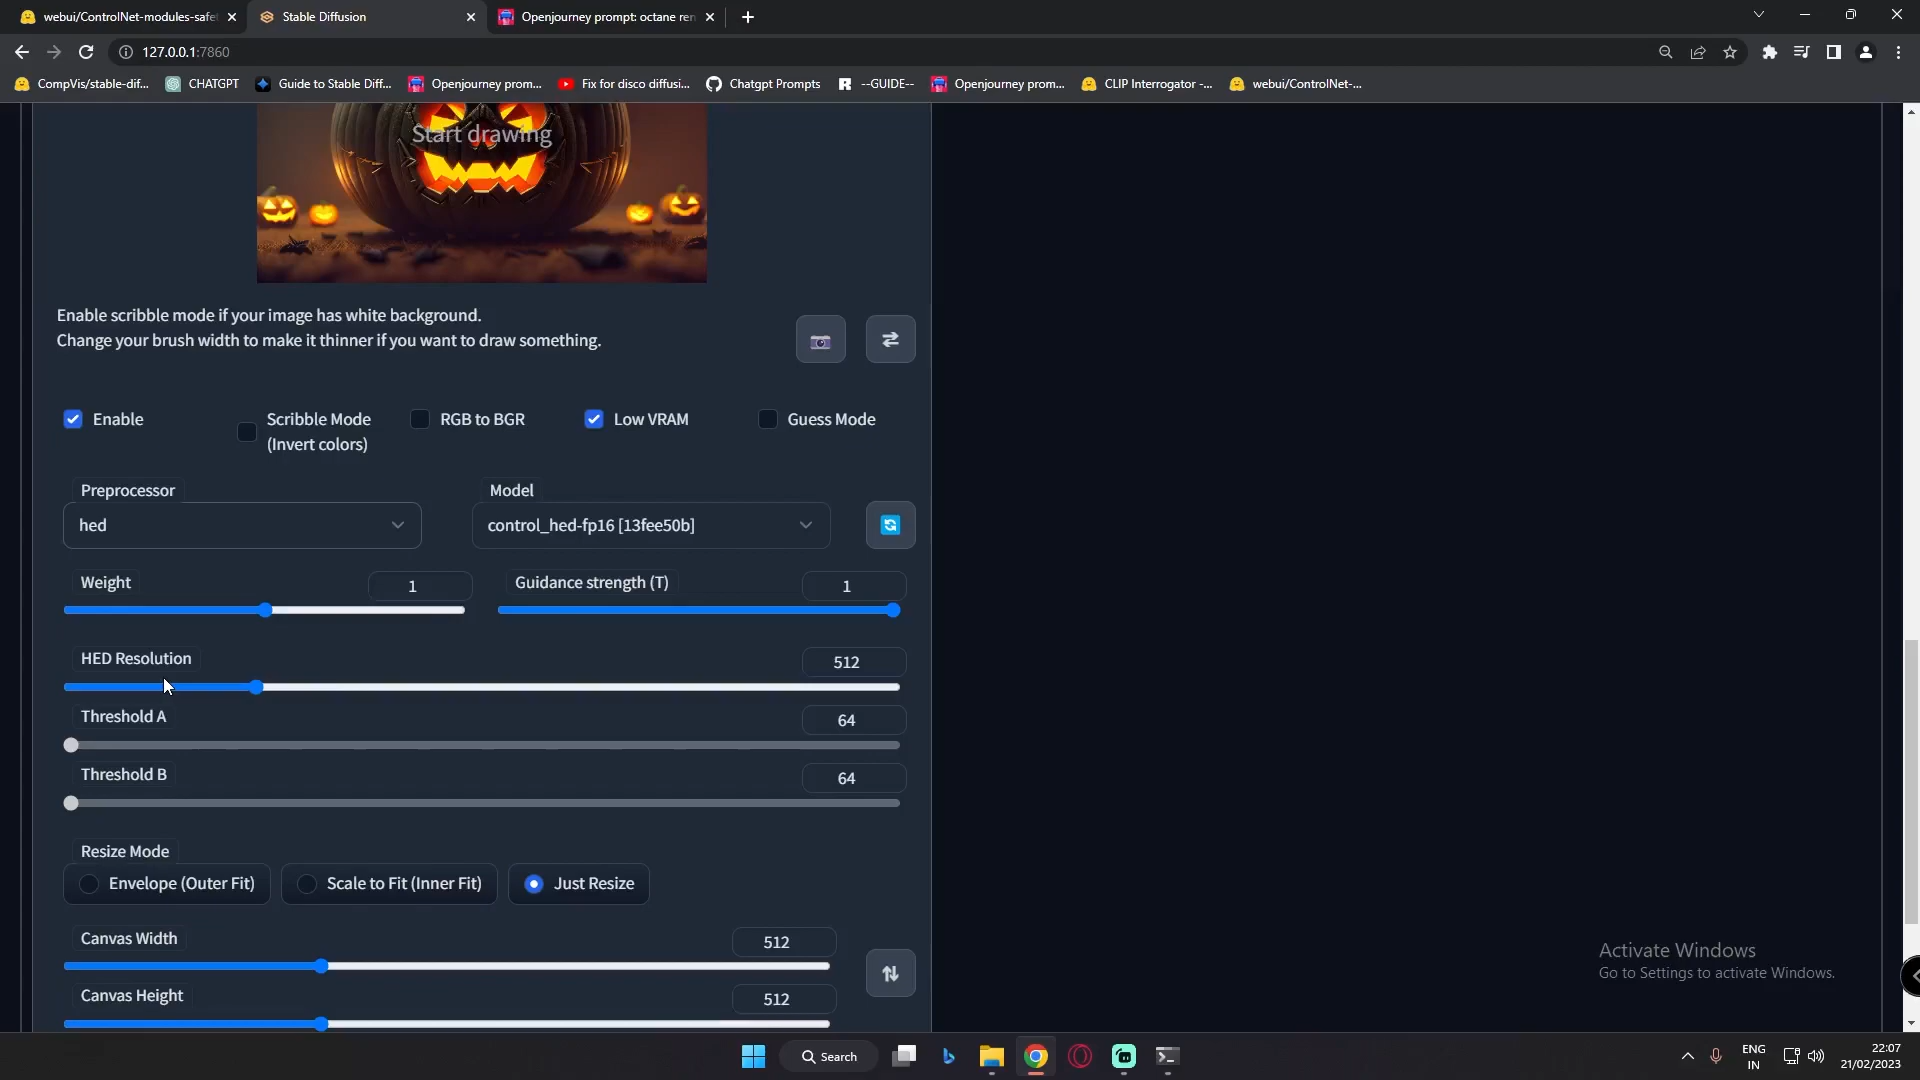 webui/ControlNet-modules-safe
Stable Diffusion
Openjourney prompt: octane ren
127.0.0.1:7860
CompVis/stable-dif...
CHATGPT
Guide to Stable Diff...
Openjourney prom...
Fix for disco diffusi...
Chatgpt Prompts
--GUIDE--
Openjourney prom...
CLIP Interrogator -...
webui/ControlNet-...
Start drawing
Enable scribble mode if your image has white background.
Change your brush width to make it thinner if you want to draw something.
Enable
Scribble Mode
(Invert colors)
RGB to BGR
Low VRAM
Guess Mode
Preprocessor
Model
hed
control_hed-fp16 [13fee50b]
Weight
1
Guidance strength (T)
1
HED Resolution
512
Threshold A
64
Threshold B
64
Resize Mode
Envelope (Outer Fit)
Scale to Fit (Inner Fit)
Just Resize
Canvas Width
512
Canvas Height
512
Activate Windows
Go to Settings to activate Windows.
Search
ENG
IN
22:07
21/02/2023